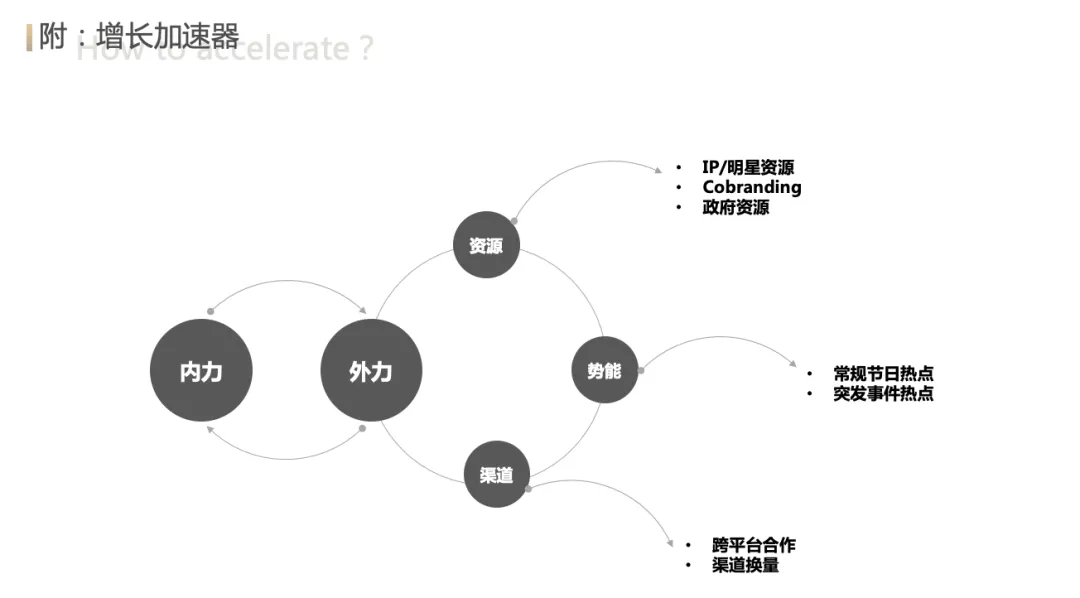 附：增长加速器
How to accelerate？
• IP/明星资源
• Cobranding
• 政府资源
资源
内力
外力
势能
• 常规节日热点
• 突发事件热点
渠道
• 跨平台合作
• 渠道换量